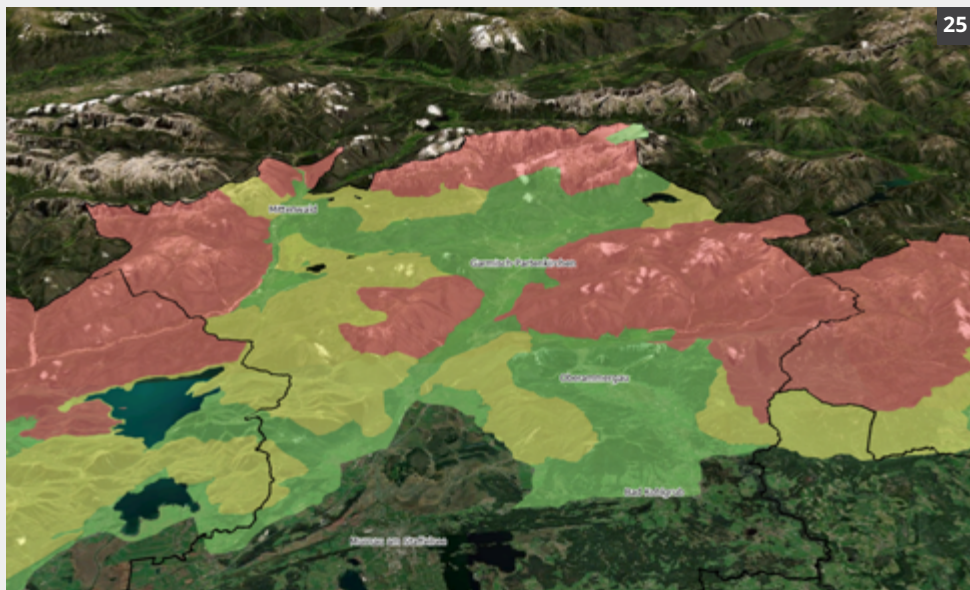 25
Mittenwald
Garmisch-Partenkirchen
Oberammergau
Bad Kohlgrub
Murnau am Staffelsee